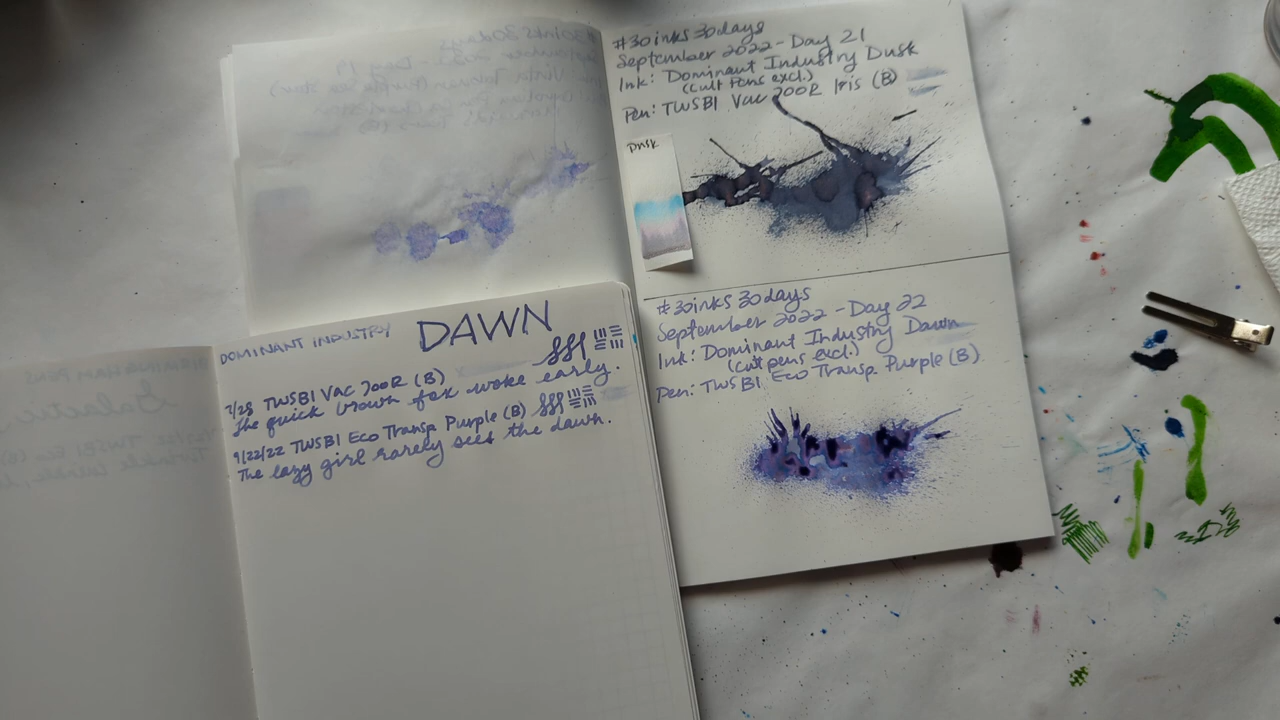 #30inks30days
September 2022 - Day 21
Ink: Dominant Industry Dusk
(cult pens excl.)
Pen: TWSBI Vac 700R Iris (B)
Dusk
#30inks 30days
September 2022 - Day 22
Ink: Dominant Industry Dawn
(cult pens excl.)
Pen: TWSBI Eco Transp. Purple (B)
DOMINANT INDUSTRY DAWN
7/28 TWSBI Vac 700R (B)
The quick brown fox woke early.
9/22/22 TWSBI Eco Transp Purple (B)
The lazy girl rarely sees the dawn.